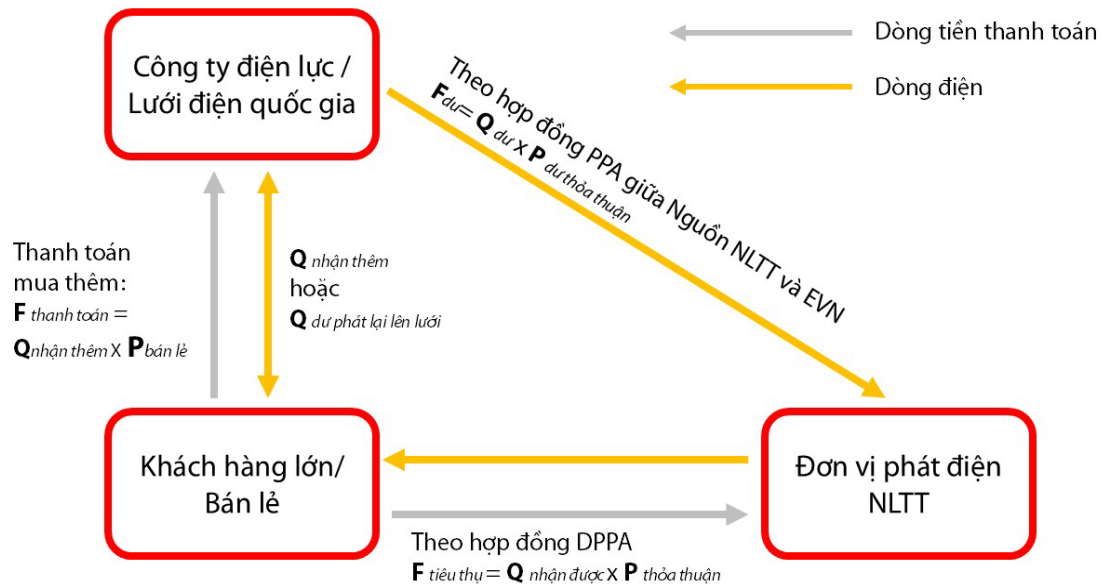 Công ty điện lực /
Lưới điện quốc gia
Dòng tiền thanh toán
Dòng điện
Theo hợp đồng PPA giữa Nguồn NLTT và EVN
F dư= Q dư x P dư thỏa thuận
Thanh toán
mua thêm:
F thanh toán =
Qnhận thêm x P bán lẻ
Q nhận thêm
hoặc
Q dư phát lại lên lưới
Khách hàng lớn/
Bán lẻ
Đơn vị phát điện
NLTT
Theo hợp đồng DPPA
F tiêu thụ = Q nhận được x P thỏa thuận